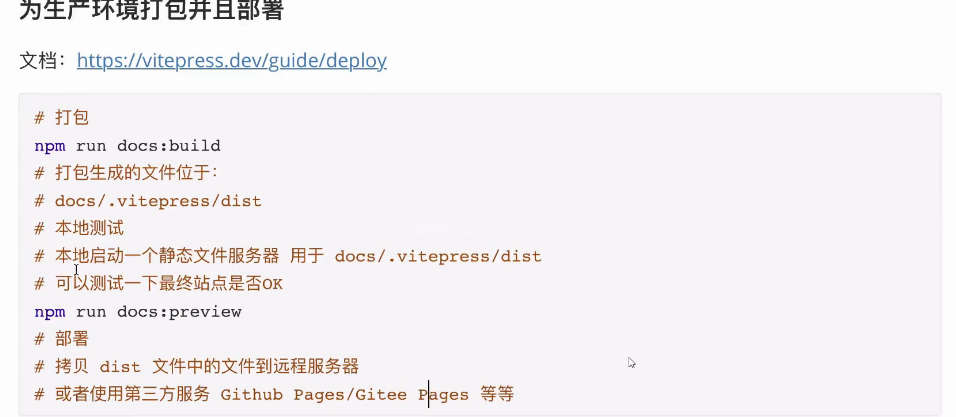 为生产环境打包并且部署
文档：https://vitepress.dev/guide/deploy
# 打包
npm run docs:build
# 打包生成的文件位于：
# docs/.vitepress/dist
# 本地测试
# 本地启动一个静态文件服务器 用于 docs/.vitepress/dist
# 可以测试一下最终站点是否OK
npm run docs:preview
# 部署
# 拷贝 dist 文件中的文件到远程服务器
# 或者使用第三方服务 Github Pages/Gitee Pages 等等